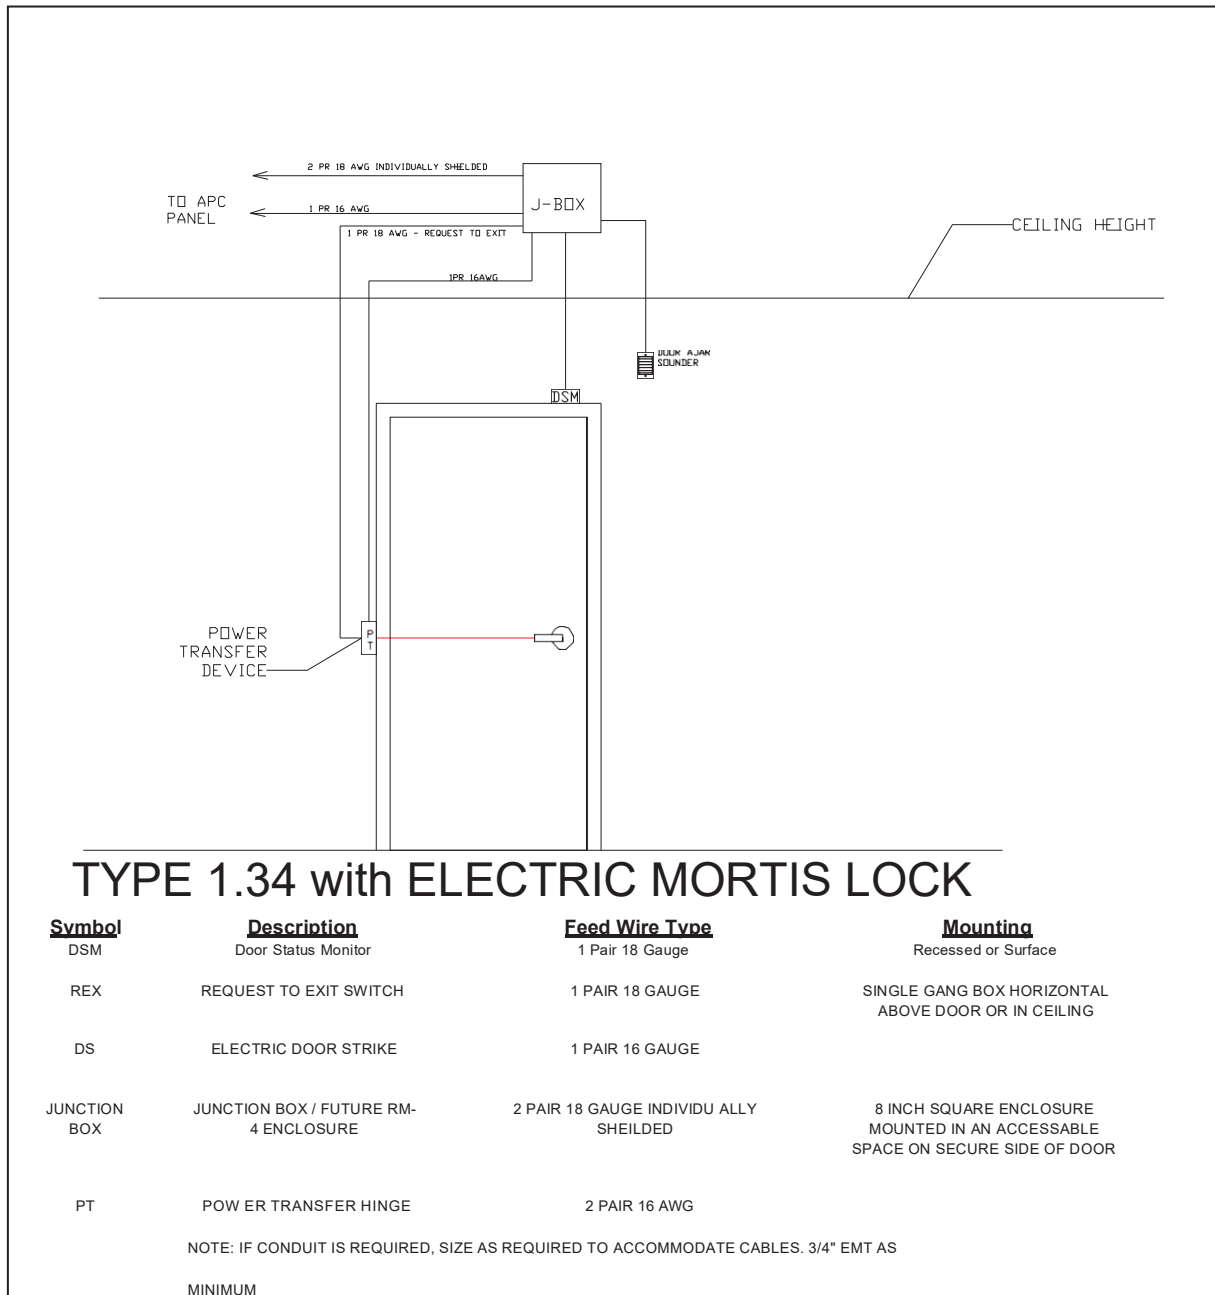 2 PR 18 AWG INDIVIDUALLY SHIELDED
TO APC
PANEL
1 PR 16 AWG
J-BOX
1 PR 18 AWG - REQUEST TO EXIT
CEILING HEIGHT
1PR 16AWG
DOOR AJAR
SOUNDER
DSM
P
T
POWER
TRANSFER
DEVICE
TYPE 1.34 with ELECTRIC MORTIS LOCK
Symbol Description Feed Wire Type Mounting
DSM Door Status Monitor 1 Pair 18 Gauge Recessed or Surface
REX REQUEST TO EXIT SWITCH 1 PAIR 18 GAUGE SINGLE GANG BOX HORIZONTAL
ABOVE DOOR OR IN CEILING
DS ELECTRIC DOOR STRIKE 1 PAIR 16 GAUGE
JUNCTION JUNCTION BOX / FUTURE RM- 2 PAIR 18 GAUGE INDIVIDU ALLY 8 INCH SQUARE ENCLOSURE
BOX 4 ENCLOSURE SHEILDED MOUNTED IN AN ACCESSABLE
SPACE ON SECURE SIDE OF DOOR
PT POW ER TRANSFER HINGE 2 PAIR 16 AWG
NOTE: IF CONDUIT IS REQUIRED, SIZE AS REQUIRED TO ACCOMMODATE CABLES. 3/4" EMT AS
MINIMUM